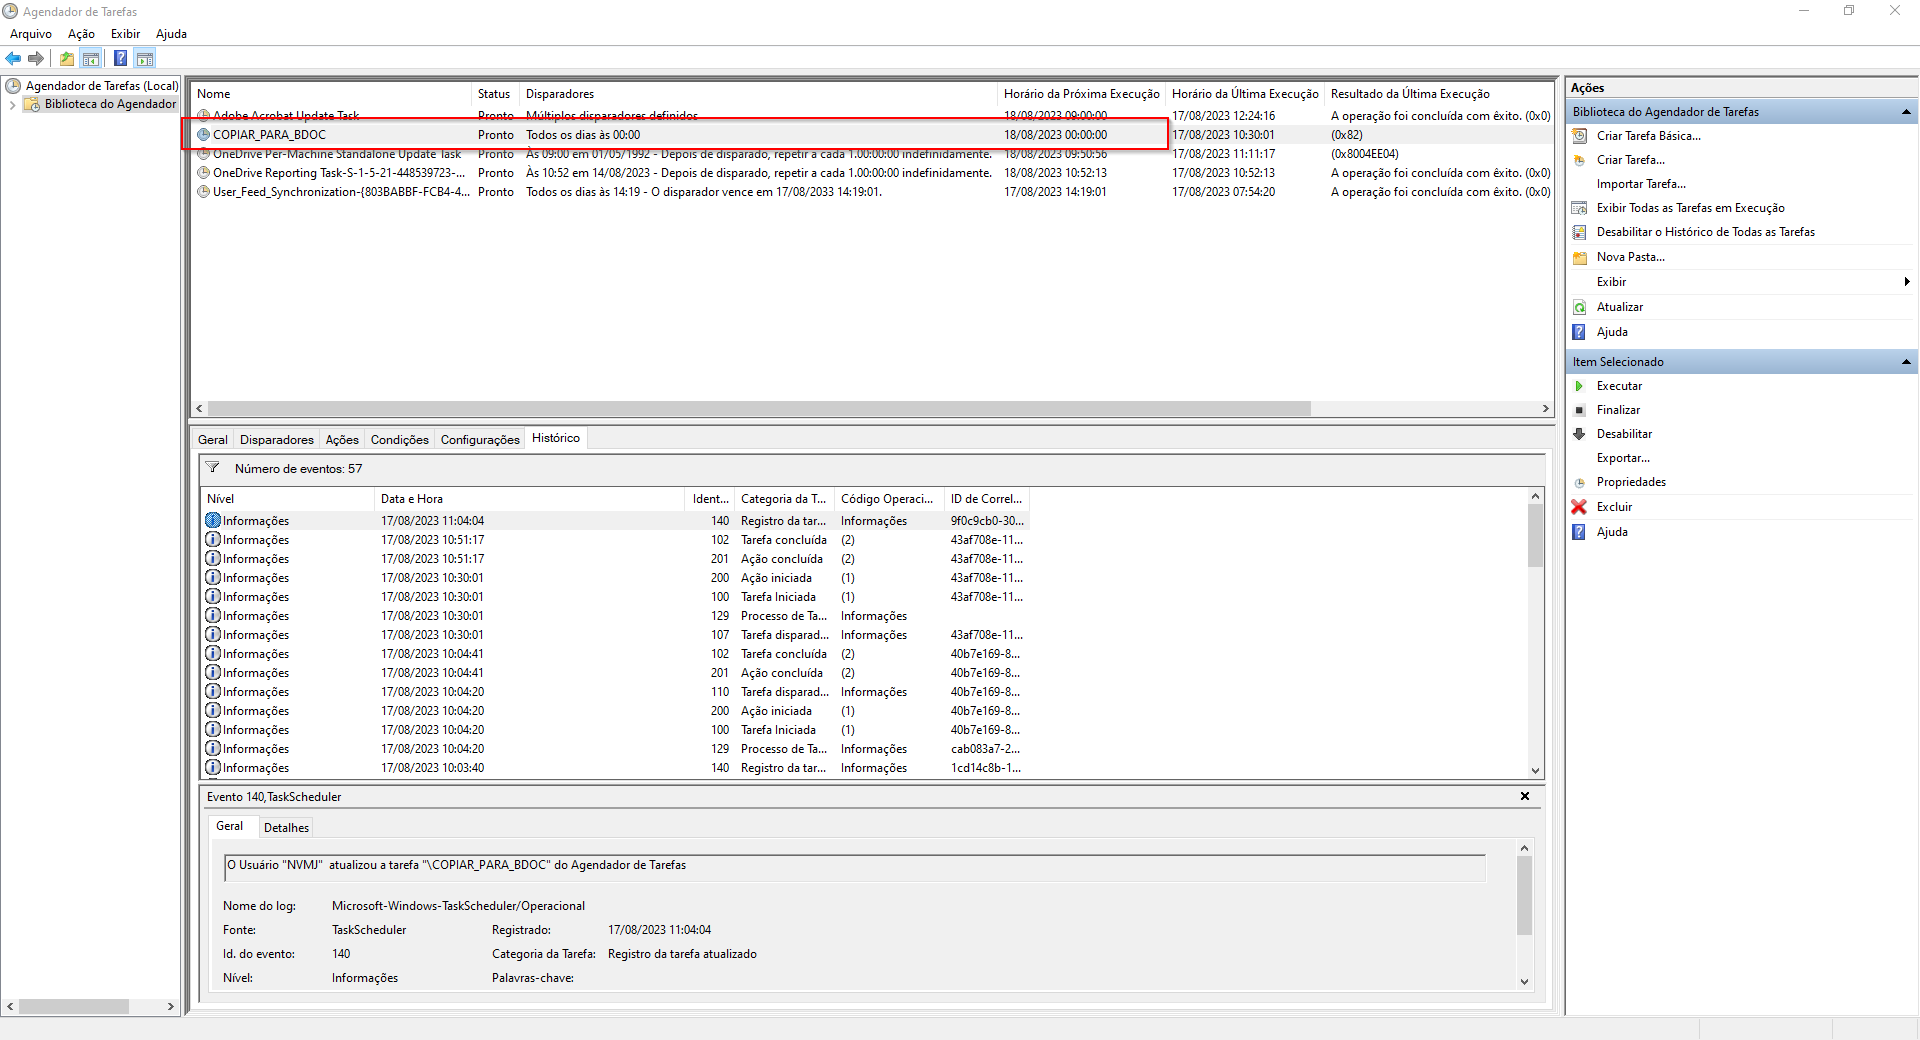 Agendador de Tarefas
Arquivo Ação Exibir Ajuda
Agendador de Tarefas (Local)
Biblioteca do Agendador
Nome Status Disparadores Horário da Próxima Execução Horário da Última Execução Resultado da Última Execução
Adobe Acrobat Update Task Pronto Múltiplos disparadores definidos 18/08/2023 09:00:00 17/08/2023 12:24:16 A operação foi concluída com êxito. (0x0)
COPIAR_PARA_BDOC Pronto Todos os dias às 00:00 18/08/2023 00:00:00 17/08/2023 10:30:01 (0x82)
OneDrive Per-Machine Standalone Update Task Pronto Às 09:00 em 01/05/1992 - Depois de disparado, repetir a cada 1.00:00:00 indefinidamente. 18/08/2023 09:50:56 17/08/2023 11:11:17 (0x8004EE04)
OneDrive Reporting Task-S-1-5-21-448539723-... Pronto Às 10:52 em 14/08/2023 - Depois de disparado, repetir a cada 1.00:00:00 indefinidamente. 18/08/2023 10:52:13 17/08/2023 10:52:13 A operação foi concluída com êxito. (0x0)
User_Feed_Synchronization-{803BABBF-FCB4-4... Pronto Todos os dias às 14:19 - O disparador vence em 17/08/2033 14:19:01. 17/08/2023 14:19:01 17/08/2023 07:54:20 A operação foi concluída com êxito. (0x0)
Geral Disparadores Ações Condições Configurações Histórico
Número de eventos: 57
Nível Data e Hora Ident... Categoria da T... Código Operaci... ID de Correl...
Informações 17/08/2023 11:04:04 140 Registro da tar... Informações 9f0c9cb0-30...
Informações 17/08/2023 10:51:17 102 Tarefa concluída (2) 43af708e-11...
Informações 17/08/2023 10:51:17 201 Ação concluída (2) 43af708e-11...
Informações 17/08/2023 10:30:01 200 Ação iniciada (1) 43af708e-11...
Informações 17/08/2023 10:30:01 100 Tarefa Iniciada (1) 43af708e-11...
Informações 17/08/2023 10:30:01 129 Processo de Ta... Informações
Informações 17/08/2023 10:30:01 107 Tarefa disparad... Informações 43af708e-11...
Informações 17/08/2023 10:04:41 102 Tarefa concluída (2) 40b7e169-8...
Informações 17/08/2023 10:04:41 201 Ação concluída (2) 40b7e169-8...
Informações 17/08/2023 10:04:20 110 Tarefa disparad... Informações 40b7e169-8...
Informações 17/08/2023 10:04:20 200 Ação iniciada (1) 40b7e169-8...
Informações 17/08/2023 10:04:20 100 Tarefa Iniciada (1) 40b7e169-8...
Informações 17/08/2023 10:04:20 129 Processo de Ta... Informações cab083a7-2...
Informações 17/08/2023 10:03:40 140 Registro da tar... Informações 1cd14c8b-1...
Evento 140,TaskScheduler
Geral Detalhes
O Usuário "NVMJ" atualizou a tarefa "\COPIAR_PARA_BDOC" do Agendador de Tarefas
Nome do log: Microsoft-Windows-TaskScheduler/Operacional
Fonte: TaskScheduler Registrado: 17/08/2023 11:04:04
Id. do evento: 140 Categoria da Tarefa: Registro da tarefa atualizado
Nível: Informações Palavras-chave:
Ações
Biblioteca do Agendador de Tarefas
Criar Tarefa Básica...
Criar Tarefa...
Importar Tarefa...
Exibir Todas as Tarefas em Execução
Desabilitar o Histórico de Todas as Tarefas
Nova Pasta...
Exibir
Atualizar
Ajuda
Item Selecionado
Executar
Finalizar
Desabilitar
Exportar...
Propriedades
Excluir
Ajuda